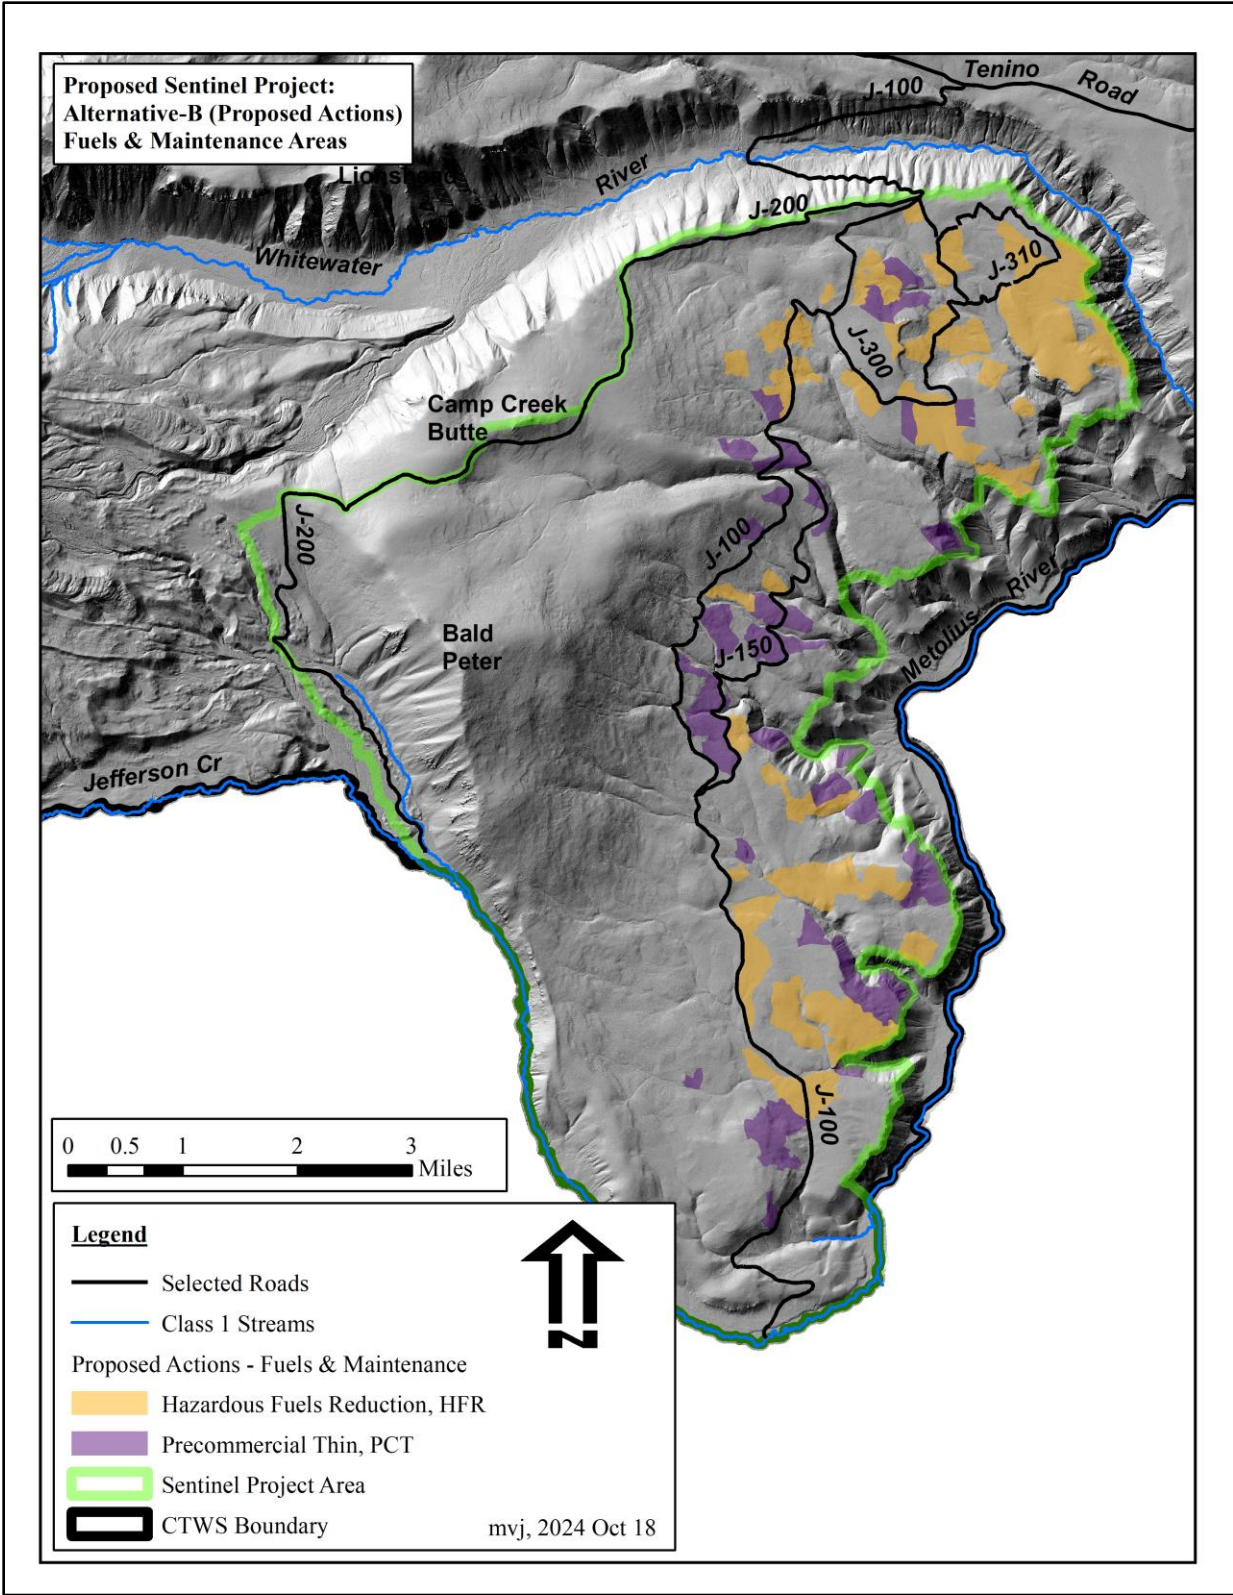 Proposed Sentinel Project:
Alternative-B (Proposed Actions)
Fuels & Maintenance Areas
Tenino
Road
J-100
Lionshead
River
J-200
Whitewater
J-310
J-300
Camp Creek
Butte
J-200
J-100
River
Bald
Peter
J-150
Metolius
Jefferson Cr
J-100
0 0.5 1 2 3
Miles
Legend
Selected Roads
Class 1 Streams
Proposed Actions - Fuels & Maintenance
Hazardous Fuels Reduction, HFR
Precommercial Thin, PCT
Sentinel Project Area
CTWS Boundary
mvj, 2024 Oct 18
N